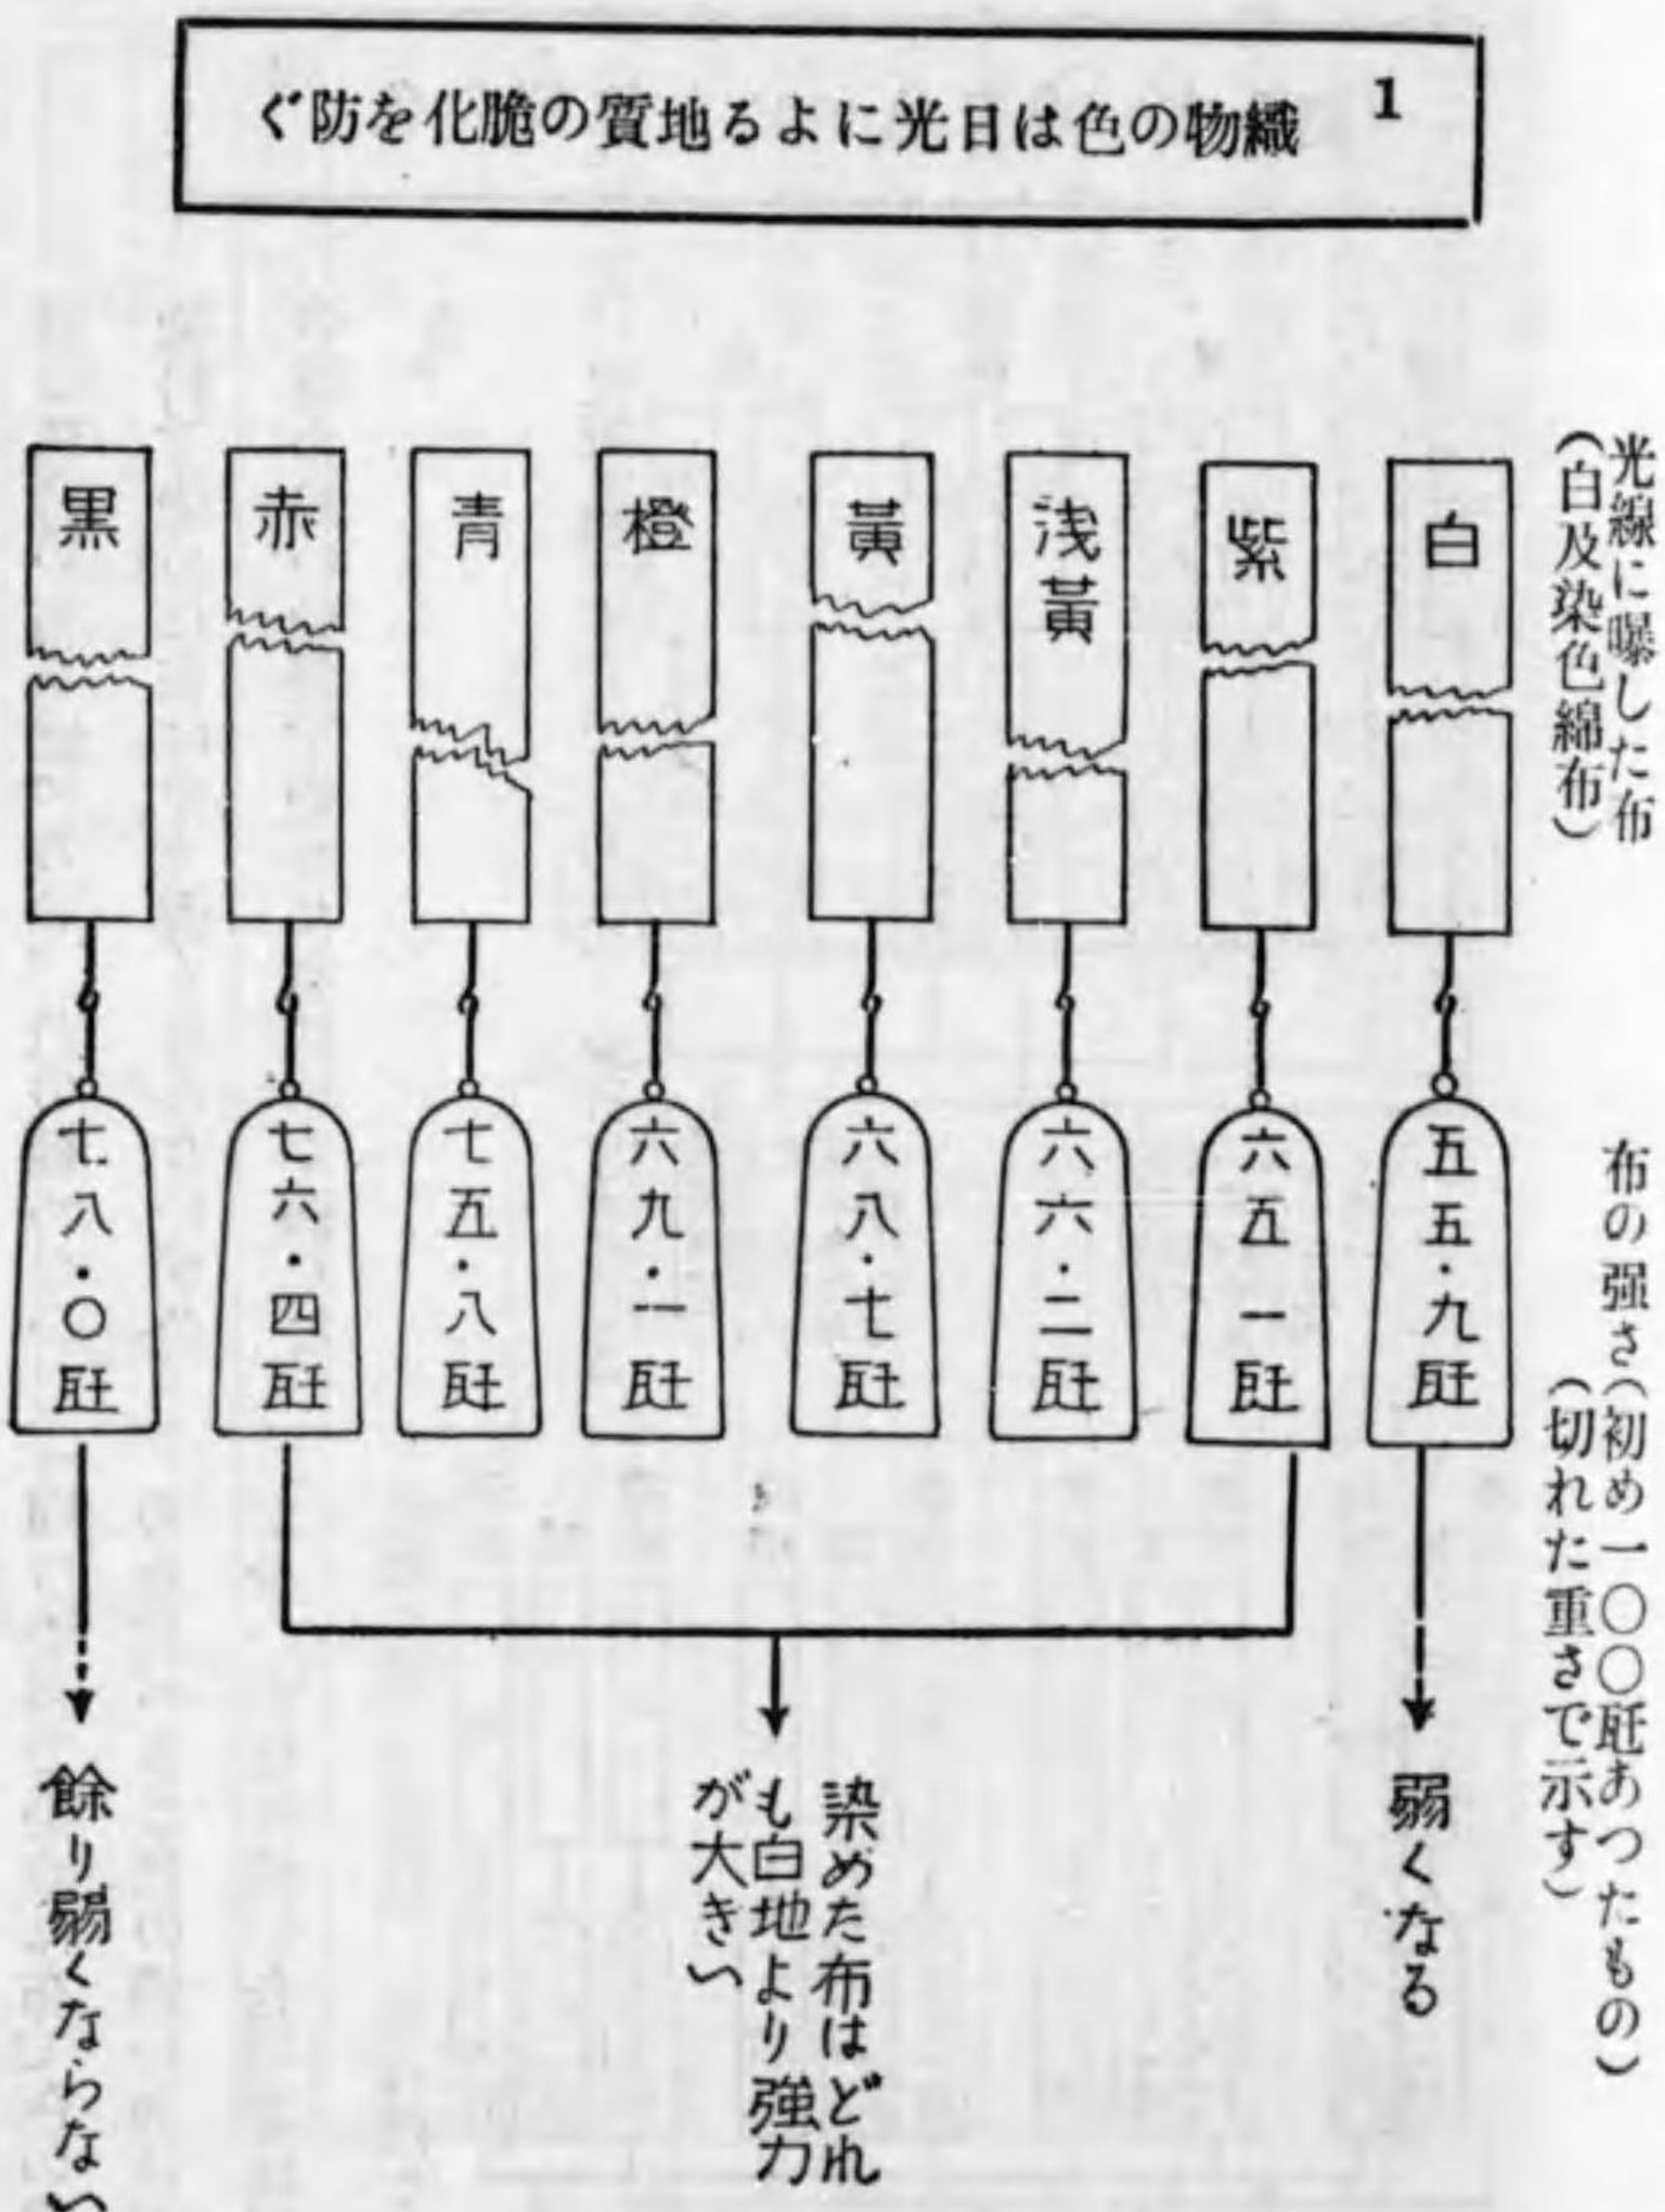 1 織物の色は日光による地質の脆化を防ぐ
光線に曝した布
(白及染色綿布)
布の强さ(初め一〇〇瓩あつたもの)
(切れた重さで示す)
白
紫
浅黃
黃
橙
青
赤
黒
五五・九瓩
六五一瓩
六六・二瓩
六八・七瓩
六九・一瓩
七五・八瓩
七六・四瓩
七八・〇瓩
弱くなる
染めた布はどれ
も白地より強力
が大きい
餘り弱くならない